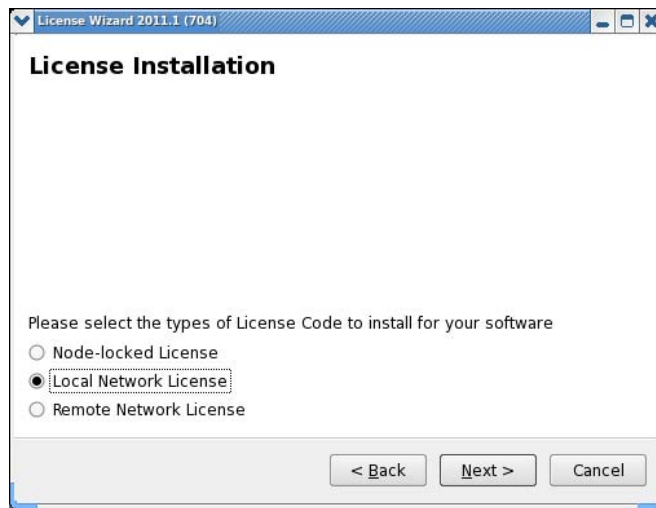 License Wizard 2011.1 (704)
License Installation
Please select the types of License Code to install for your software
Node-locked License
Local Network License
Remote Network License
< Back
Next >
Cancel